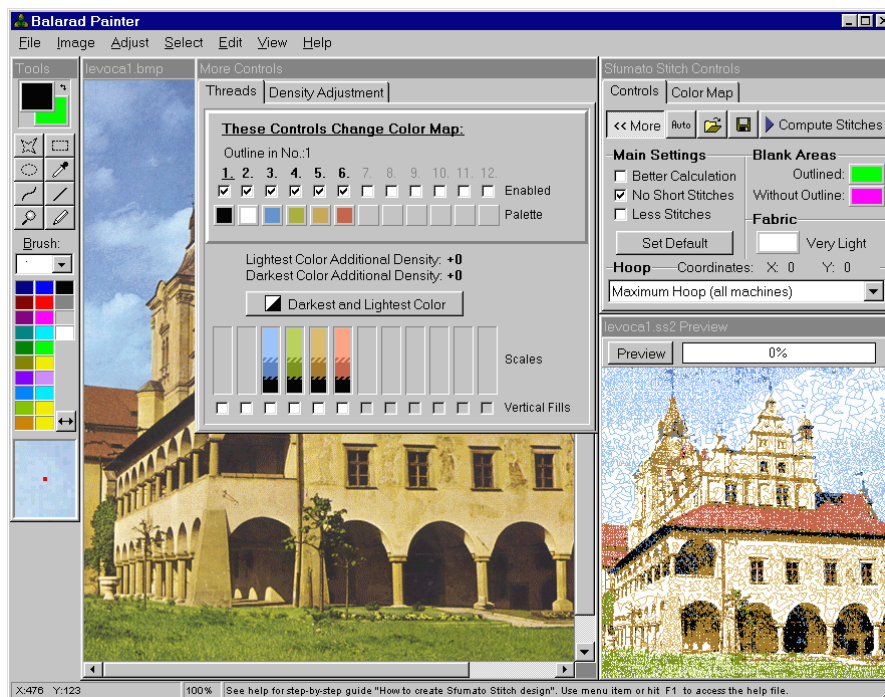 Balarad Painter
File Image Adjust Select Edit View Help
Tools
levoca1.bmp
More Controls
Sfumato Stitch Controls
Threads Density Adjustment
Controls Color Map
<< More Auto Compute Stitches
These Controls Change Color Map:
Outline in No.:1
1. 2. 3. 4. 5. 6. 7. 8. 9. 10. 11. 12.
Enabled
Palette
Main Settings
Better Calculation
No Short Stitches
Less Stitches
Set Default
Blank Areas
Outlined:
Without Outline:
Fabric
Very Light
Hoop Coordinates: X: 0 Y: 0
Maximum Hoop (all machines)
Brush:
Lightest Color Additional Density: +0
Darkest Color Additional Density: +0
Darkest and Lightest Color
Scales
Vertical Fills
levoca1.ss2 Preview
Preview 0%
X:476 Y:123 100% See help for step-by-step guide "How to create Sfumato Stitch design". Use menu item or hit F1 to access the help file.